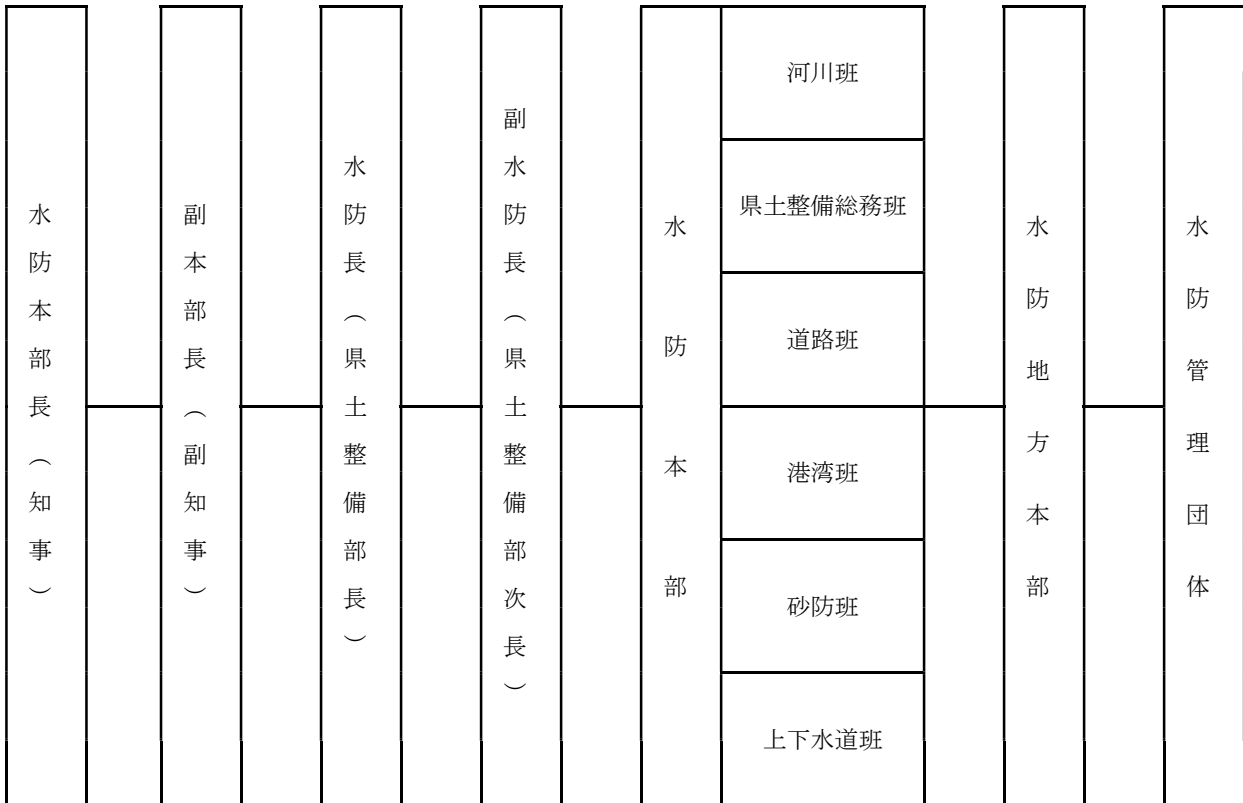 水防本部長（知事）
副本部長（副知事）
水防長（県土整備部長）
副水防長（県土整備部次長）
水防本部
河川班
県土整備総務班
道路班
港湾班
砂防班
上下水道班
水防地方本部
水防管理団体